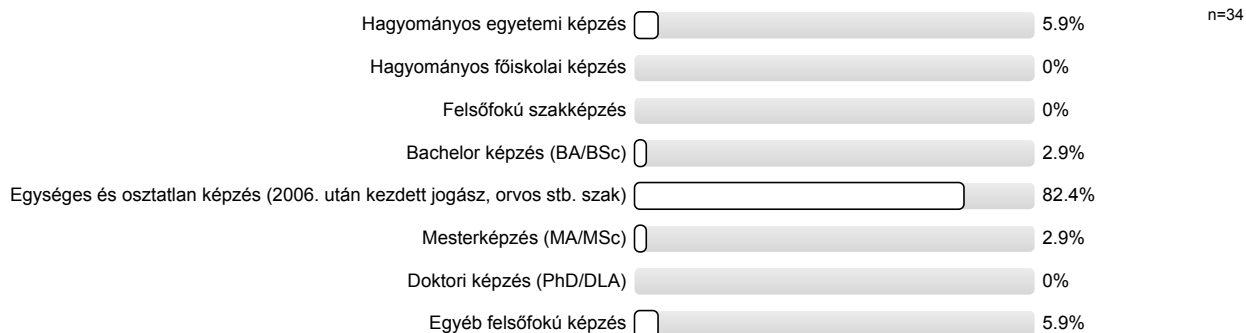 Hagyományos egyetemi képzés 5.9% n=34
Hagyományos főiskolai képzés 0%
Felsőfokú szakképzés 0%
Bachelor képzés (BA/BSc) 2.9%
Egységes és osztatlan képzés (2006. után kezdett jogász, orvos stb. szak) 82.4%
Mesterképzés (MA/MSc) 2.9%
Doktori képzés (PhD/DLA) 0%
Egyéb felsőfokú képzés 5.9%